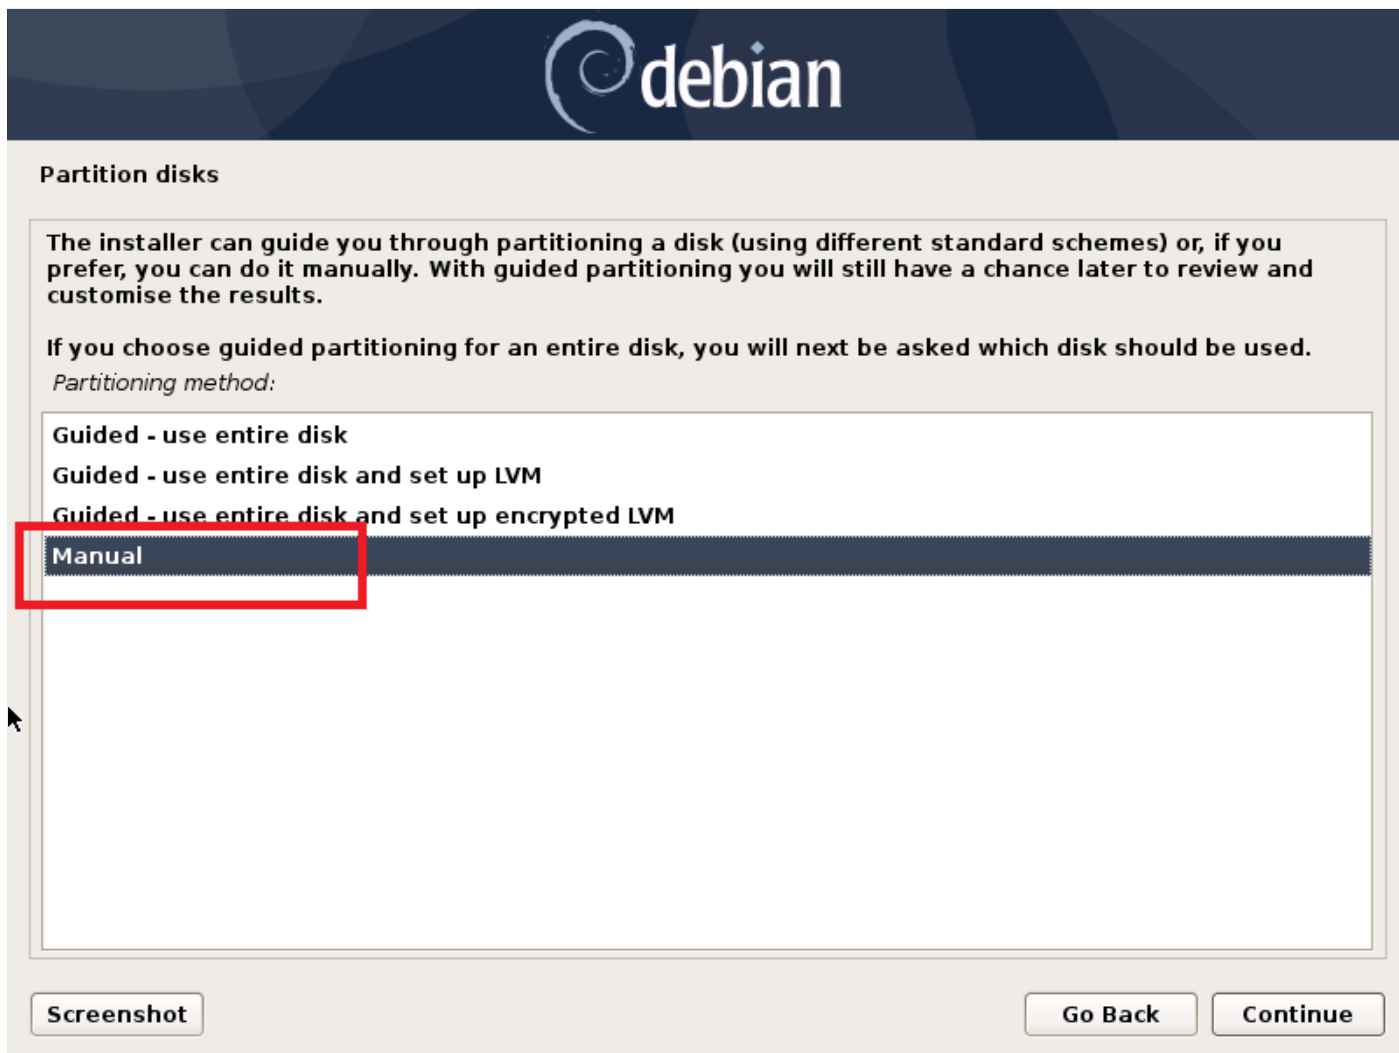 debian
Partition disks
The installer can guide you through partitioning a disk (using different standard schemes) or, if you
prefer, you can do it manually. With guided partitioning you will still have a chance later to review and
customise the results.
If you choose guided partitioning for an entire disk, you will next be asked which disk should be used.
Partitioning method:
Guided - use entire disk
Guided - use entire disk and set up LVM
Guided - use entire disk and set up encrypted LVM
Manual
Screenshot
Go Back
Continue